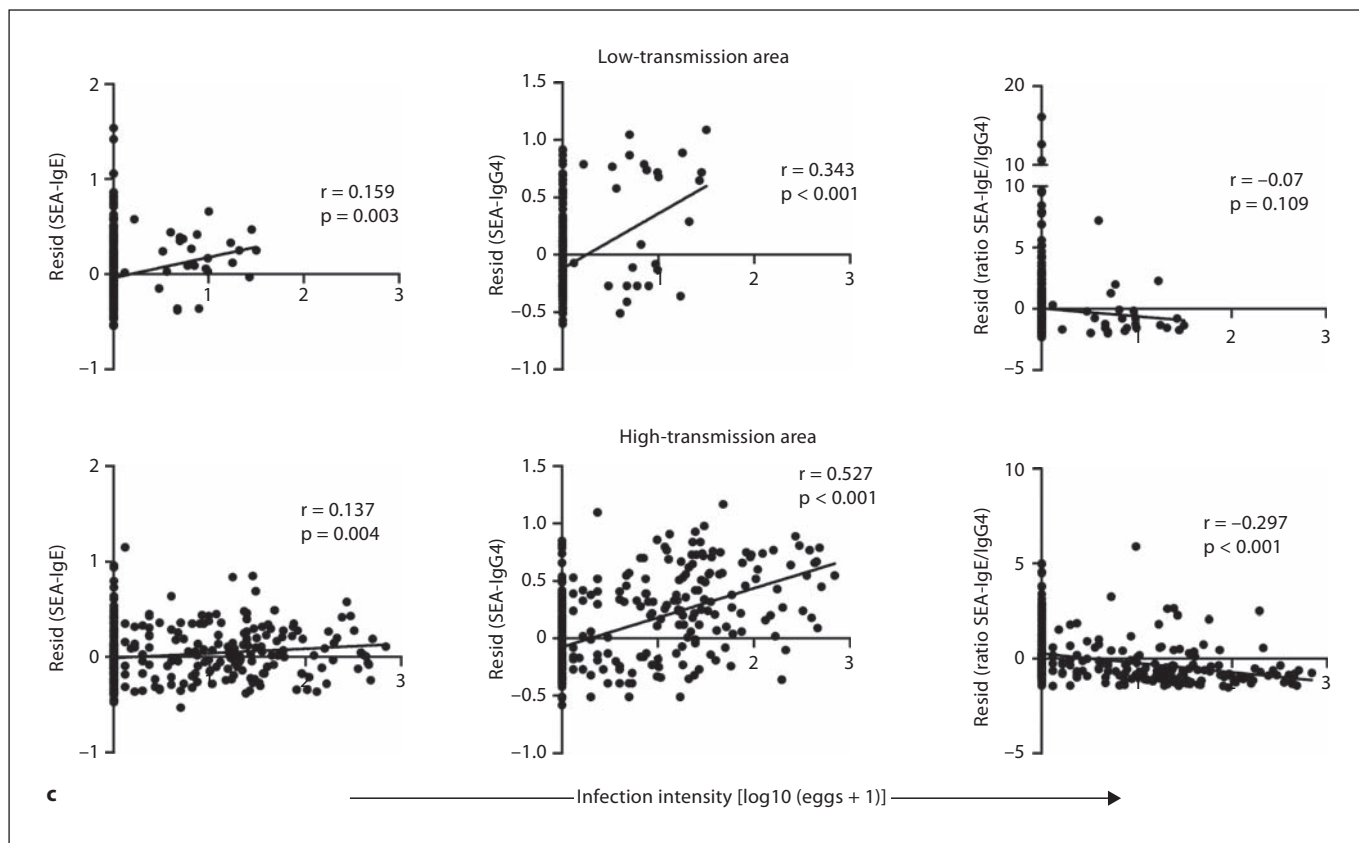 Low-transmission area
Resid (SEA-IgE)
2
1
0
–1
1
2
3
r = 0.159
p = 0.003
Resid (SEA-IgG4)
1.5
1.0
0.5
0
–0.5
–1.0
1
2
3
r = 0.343
p < 0.001
Resid (ratio SEA-IgE/IgG4)
20
10
10
5
0
–5
1
2
3
r = –0.07
p = 0.109
High-transmission area
Resid (SEA-IgE)
2
1
0
–1
1
2
3
r = 0.137
p = 0.004
Resid (SEA-IgG4)
1.5
1.0
0.5
0
–0.5
–1.0
1
2
3
r = 0.527
p < 0.001
Resid (ratio SEA-IgE/IgG4)
10
5
0
–5
1
2
3
r = –0.297
p < 0.001
c
Infection intensity [log10 (eggs + 1)]